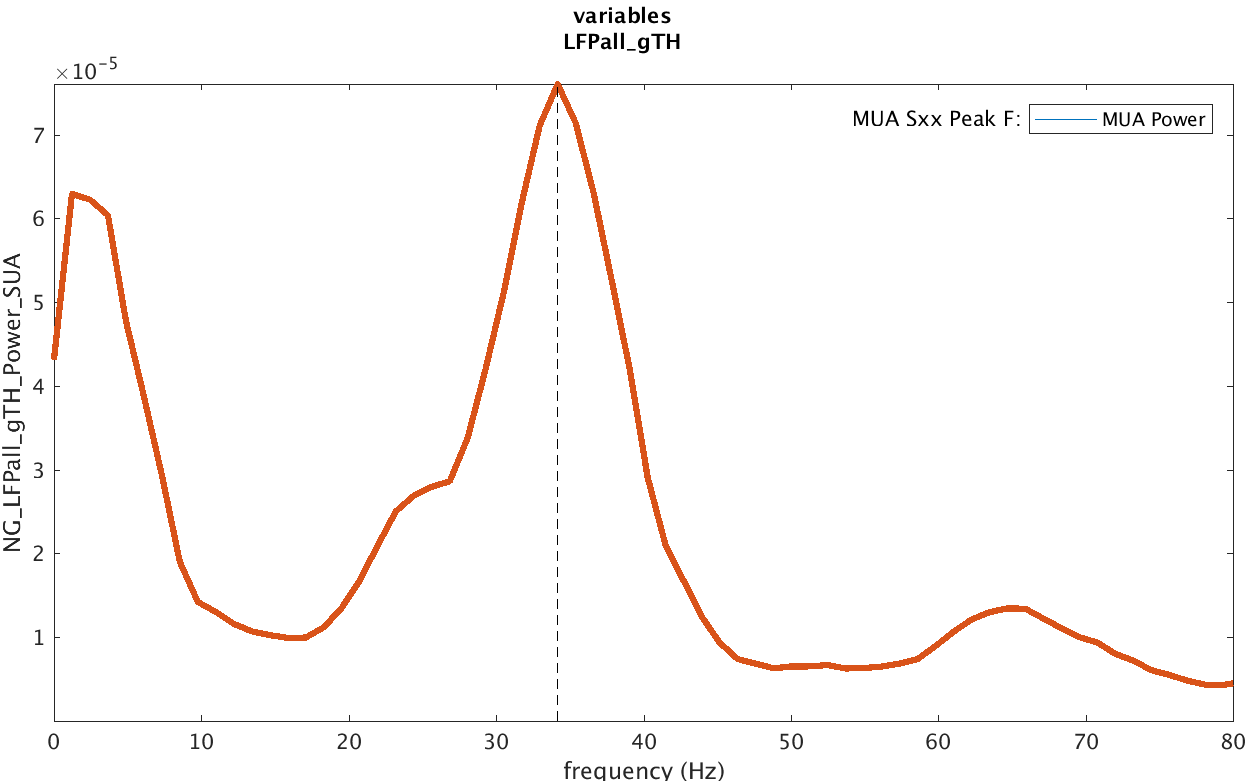 variables
LFPall_gTH
×10⁻⁵
MUA Sxx Peak F:
MUA Power
7
6
5
4
3
2
1
NG_LFPall_gTH_Power_SUA
0 10 20 30 40 50 60 70 80
frequency (Hz)